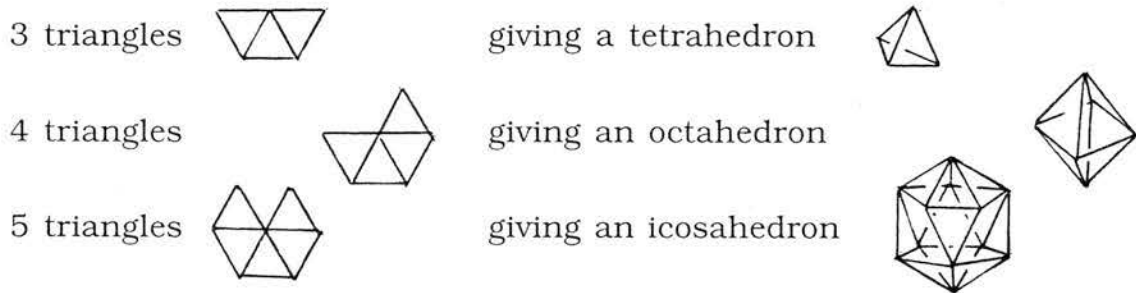 3 triangles giving a tetrahedron
4 triangles giving an octahedron
5 triangles giving an icosahedron